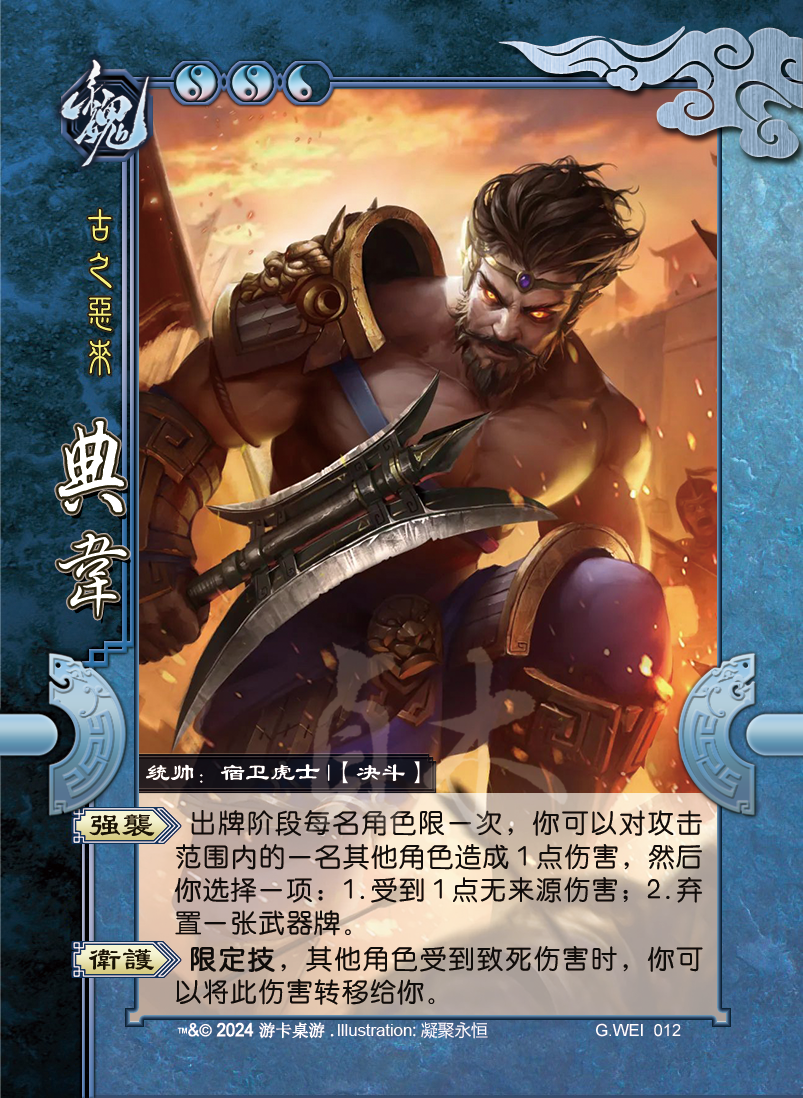 魏
古之惡來
典韋
统帅：宿卫虎士|【决斗】
强襲 出牌阶段每名角色限一次，你可以对攻击
范围内的一名其他角色造成1点伤害，然后
你选择一项：1.受到1点无来源伤害；2.弃
置一张武器牌。
衛護 限定技，其他角色受到致死伤害时，你可
以将此伤害转移给你。
™&© 2024 游卡桌游 .Illustration: 凝聚永恒 G.WEI 012